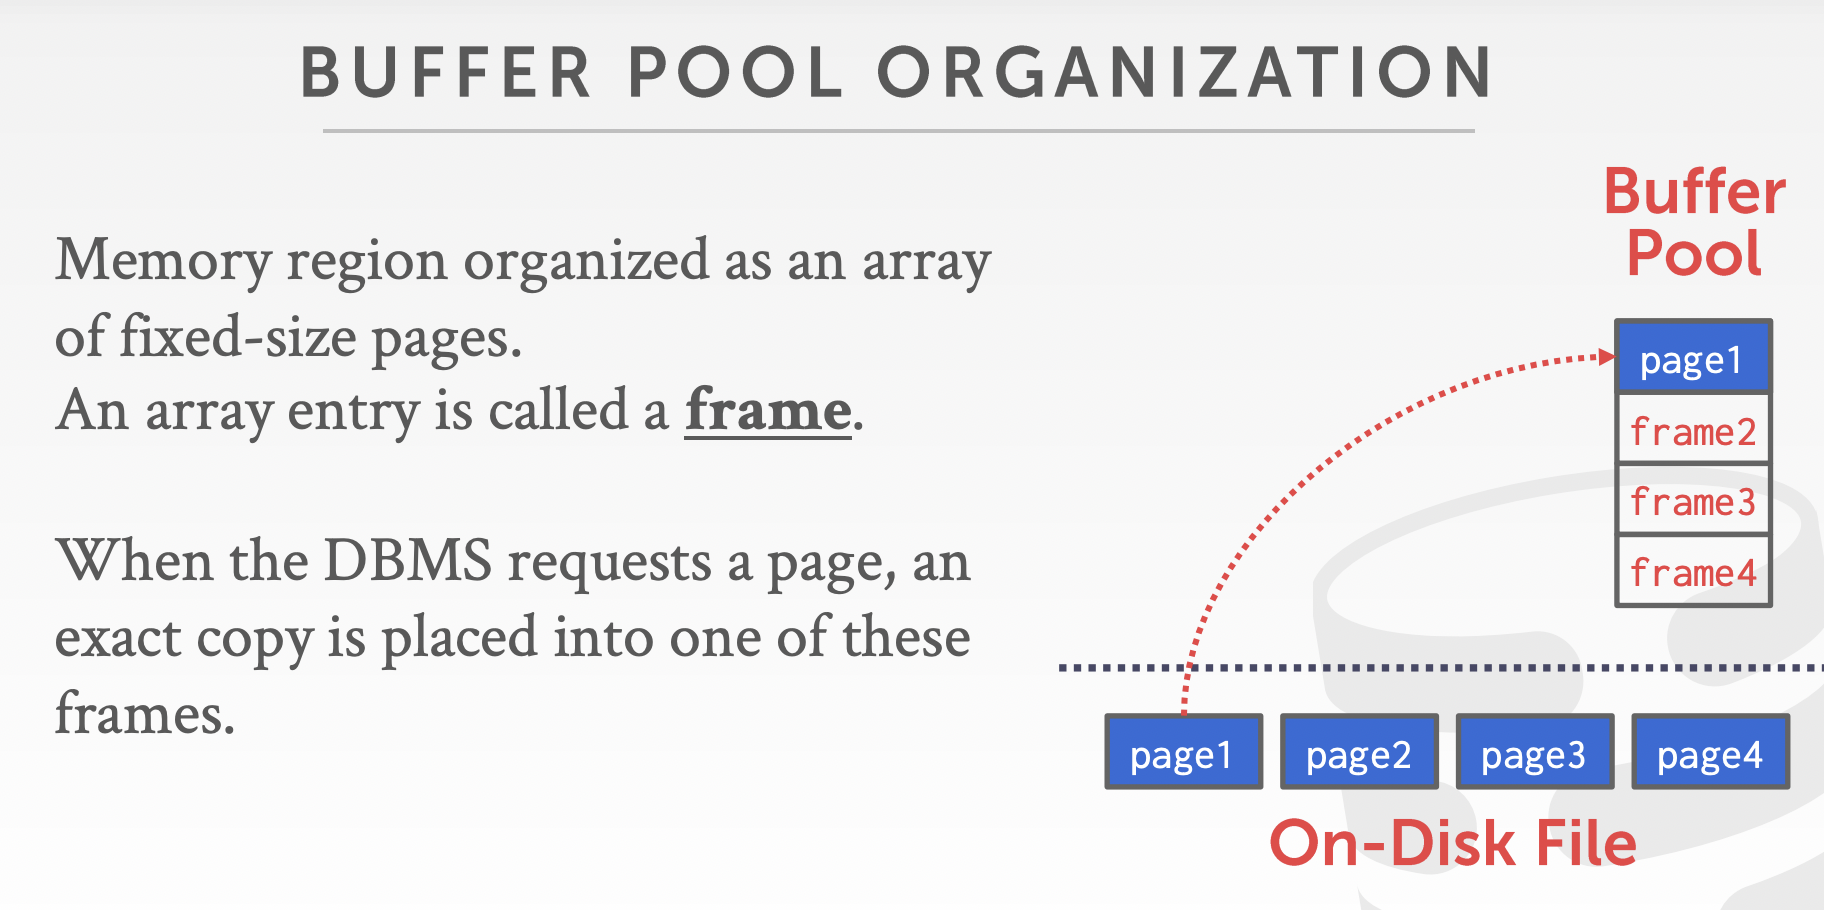 BUFFER POOL ORGANIZATION
Memory region organized as an array
of fixed-size pages.
An array entry is called a frame.
When the DBMS requests a page, an
exact copy is placed into one of these
frames.
Buffer
Pool
page1
frame2
frame3
frame4
page1 page2 page3 page4
On-Disk File